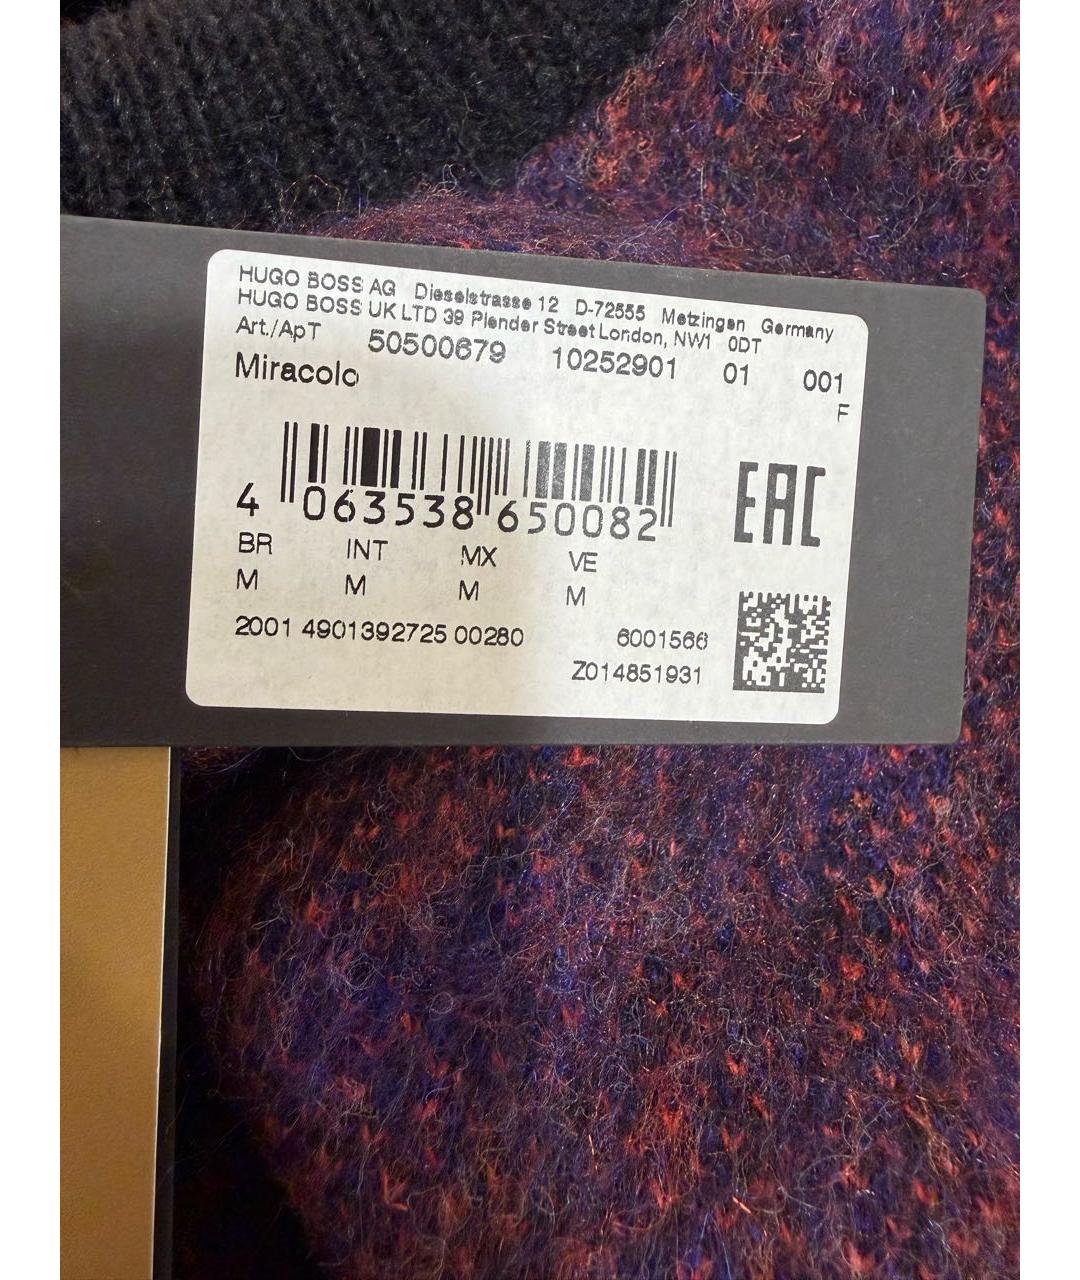 HUGO BOSS AG Dieselstrasse 12 D-72555 Metzingen Germany
HUGO BOSS UK LTD 39 Plender Street London, NW1 0DT
Art./АрТ 50500679 10252901 01 001
Miracolo F
4 063538 650082
EAC
BR INT MX VE
M M M M
2001 4901392725 00280 6001566
Z014851931